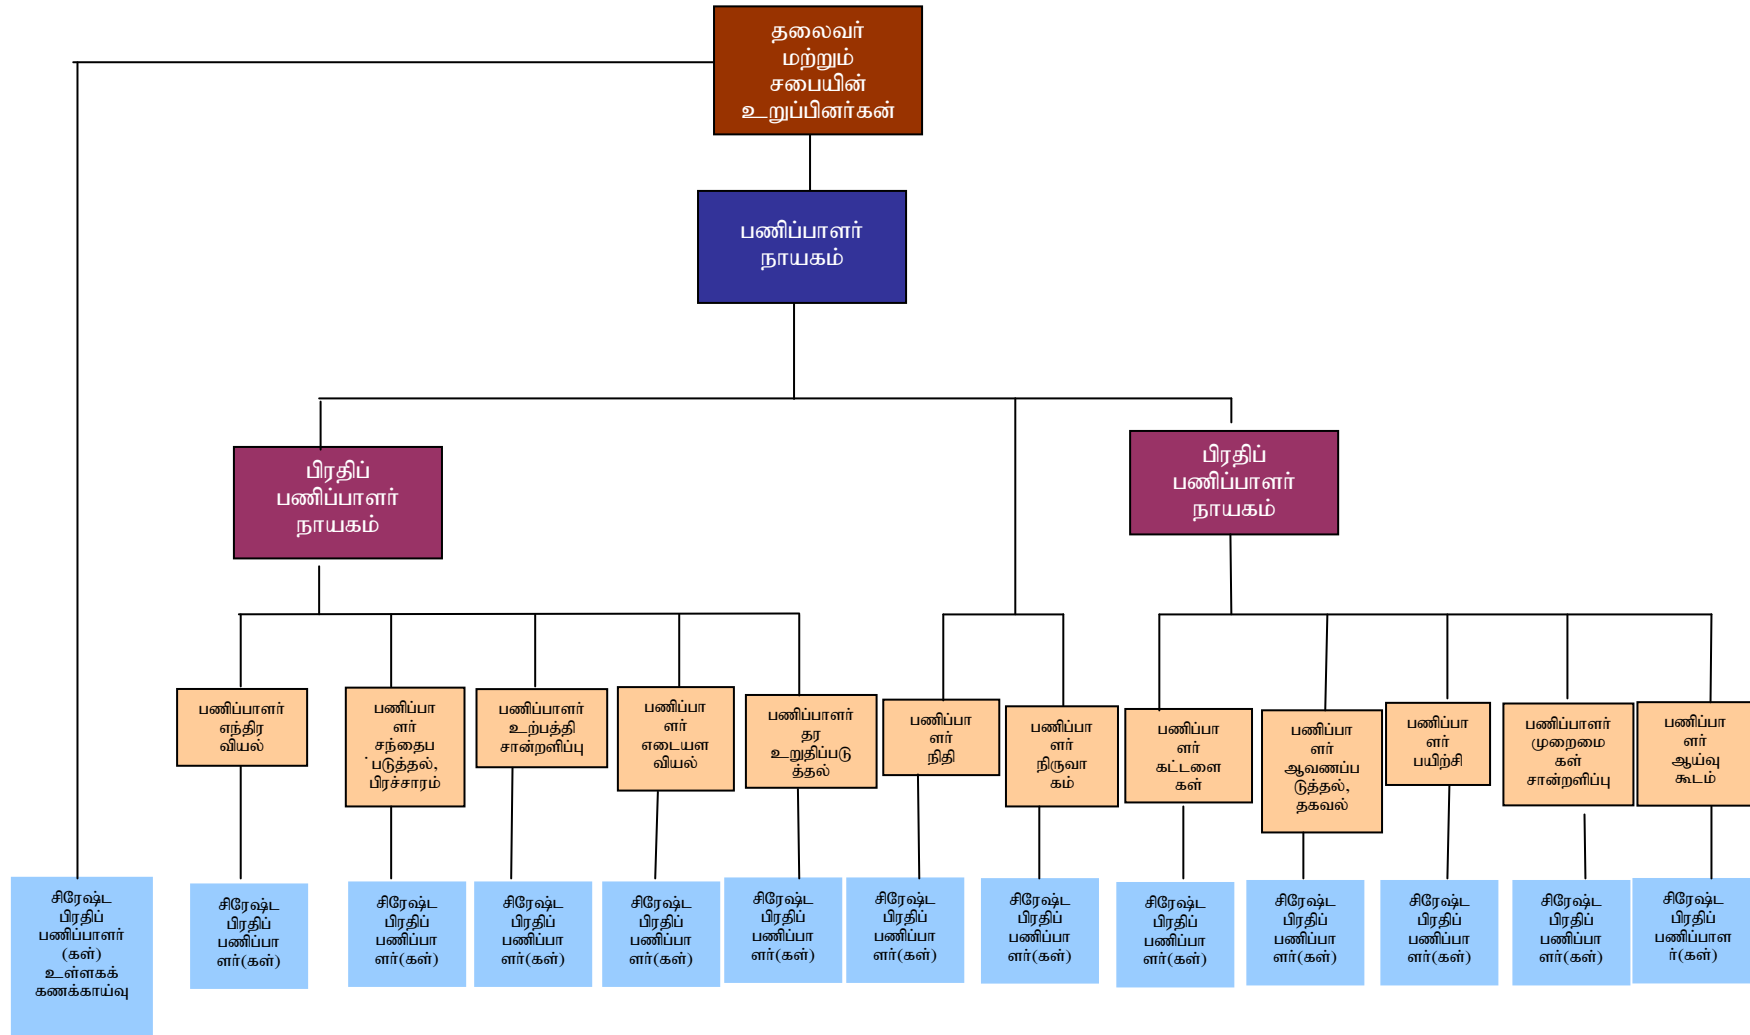 தலைவர்
மற்றும்
சபையின்
உறுப்பினர்கன்
பணிப்பாளர்
நாயகம்
பிரதிப்
பணிப்பாளர்
நாயகம்
பிரதிப்
பணிப்பாளர்
நாயகம்
பணிப்பாளர்
எந்திர
வியல்
பணிப்பா
ளர்
சந்தைப
்படுத்தல்,
பிரச்சாரம்
பணிப்பாளர்
உற்பத்தி
சான்றளிப்பு
பணிப்பா
ளர்
எடையள
வியல்
பணிப்பாளர்
தர
உறுதிப்படு
த்தல்
பணிப்பா
ளர்
நிதி
பணிப்பா
ளர்
நிருவா
கம்
பணிப்பா
ளர்
கட்டளை
கள்
பணிப்பா
ளர்
ஆவணப்ப
டுத்தல்,
தகவல்
பணிப்பா
ளர்
பயிற்சி
பணிப்பாளர்
முறைமை
கள்
சான்றளிப்பு
பணிப்பா
ளர்
ஆய்வு
கூடம்
சிரேஷ்ட
பிரதிப்
பணிப்பாளர்
(கள்)
உள்ளகக்
கணக்காய்வு
சிரேஷ்ட
பிரதிப்
பணிப்பா
ளர்(கள்)
சிரேஷ்ட
பிரதிப்
பணிப்பா
ளர்(கள்)
சிரேஷ்ட
பிரதிப்
பணிப்பா
ளர்(கள்)
சிரேஷ்ட
பிரதிப்
பணிப்பா
ளர்(கள்)
சிரேஷ்ட
பிரதிப்
பணிப்பா
ளர்(கள்)
சிரேஷ்ட
பிரதிப்
பணிப்பா
ளர்(கள்)
சிரேஷ்ட
பிரதிப்
பணிப்பா
ளர்(கள்)
சிரேஷ்ட
பிரதிப்
பணிப்பா
ளர்(கள்)
சிரேஷ்ட
பிரதிப்
பணிப்பா
ளர்(கள்)
சிரேஷ்ட
பிரதிப்
பணிப்பா
ளர்(கள்)
சிரேஷ்ட
பிரதிப்
பணிப்பா
ளர்(கள்)
சிரேஷ்ட
பிரதிப்
பணிப்பாள
ர்(கள்)